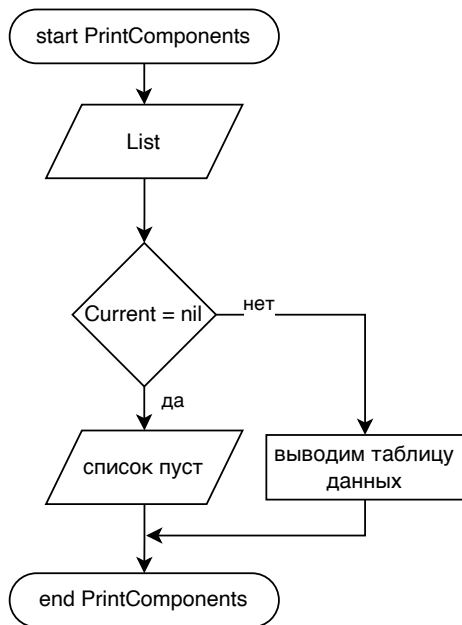 start PrintComponents
List
Current = nil
нет
да
список пуст
выводим таблицу
данных
end PrintComponents